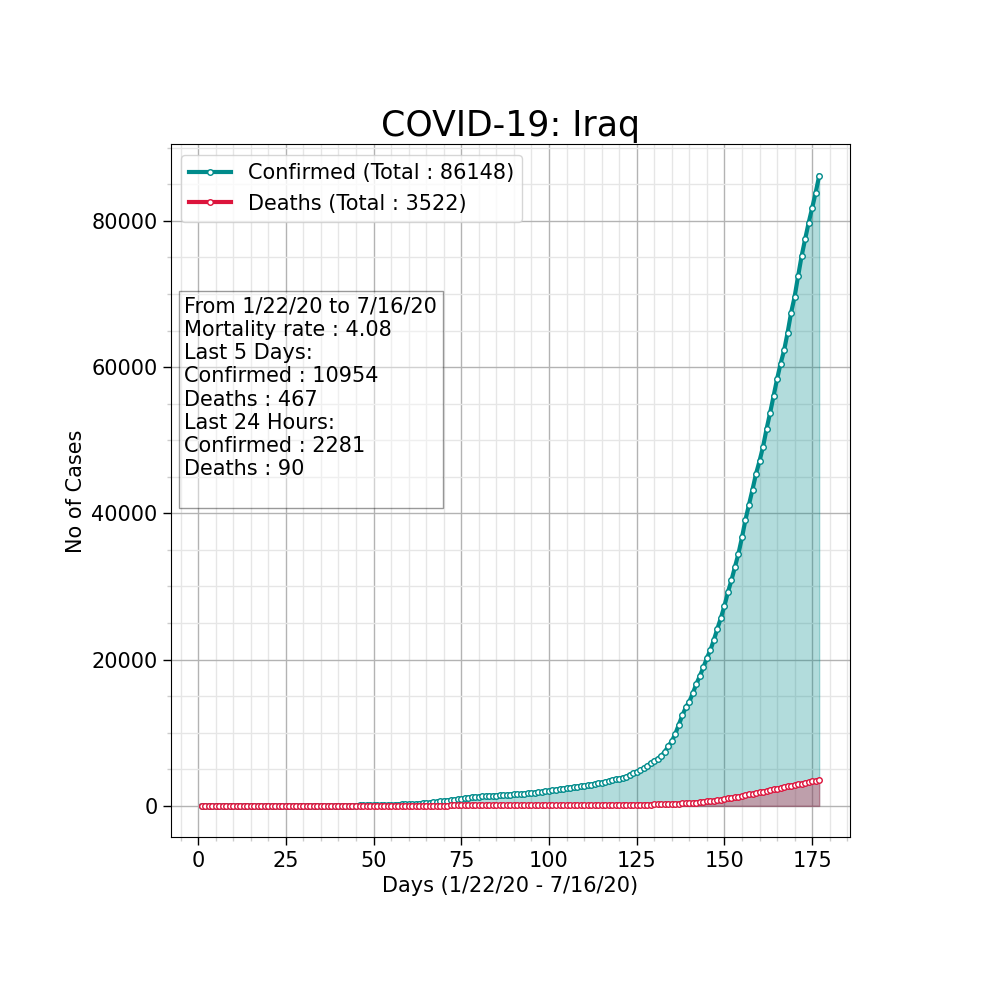 COVID-19: Iraq
Confirmed (Total : 86148)
Deaths (Total : 3522)
From 1/22/20 to 7/16/20
Mortality rate : 4.08
Last 5 Days:
Confirmed : 10954
Deaths : 467
Last 24 Hours:
Confirmed : 2281
Deaths : 90
No of Cases
80000
60000
40000
20000
0
0 25 50 75 100 125 150 175
Days (1/22/20 - 7/16/20)